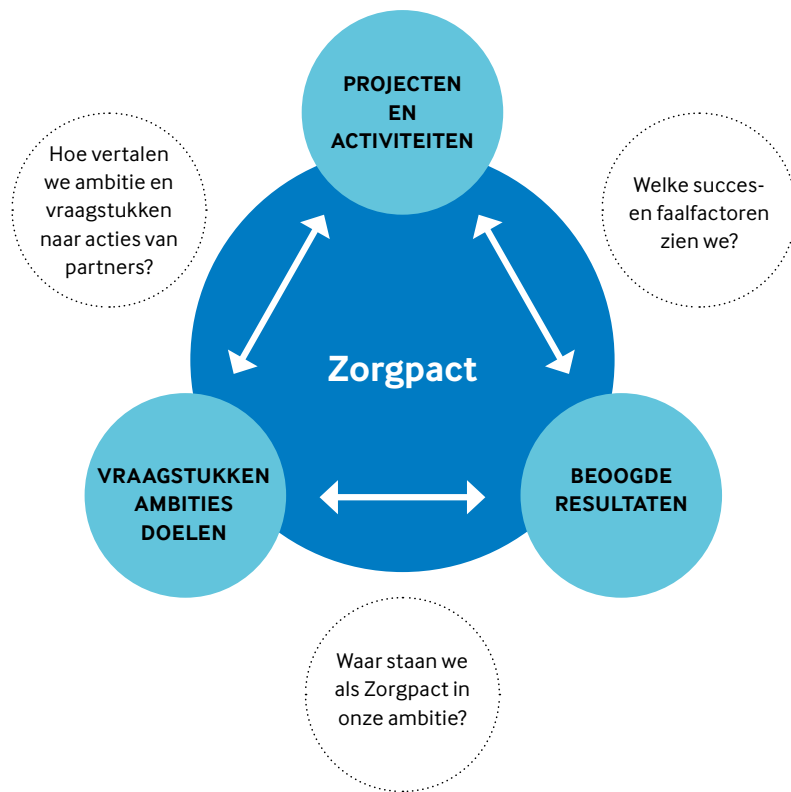 PROJECTEN
EN
ACTIVITEITEN
Hoe vertalen
we ambitie en
vraagstukken
naar acties van
partners?
Welke succes-
en faalfactoren
zien we?
Zorgpact
VRAAGSTUKKEN
AMBITIES
DOELEN
BEOOGDE
RESULTATEN
Waar staan we
als Zorgpact in
onze ambitie?